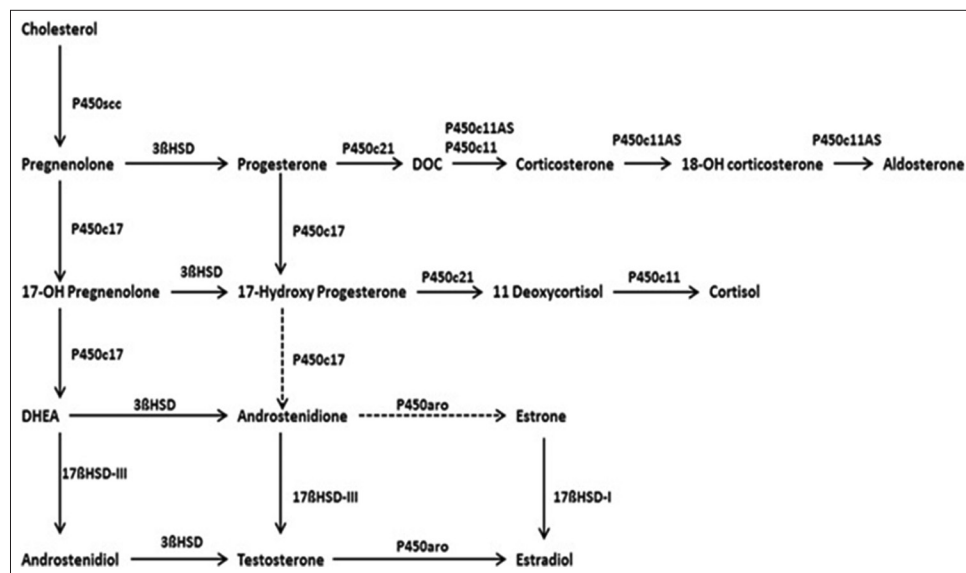 Cholesterol
P450scc
P450c11AS
3ßHSD P450c21 P450c11 P450c11AS P450c11AS
Pregnenolone Progesterone DOC Corticosterone 18-OH corticosterone Aldosterone
P450c17 P450c17
3ßHSD P450c21 P450c11
17-OH Pregnenolone 17-Hydroxy Progesterone 11 Deoxycortisol Cortisol
P450c17 P450c17
3ßHSD P450aro
DHEA Androstenidione Estrone
17ßHSD-III 17ßHSD-III 17ßHSD-I
3ßHSD P450aro
Androstenidiol Testosterone Estradiol